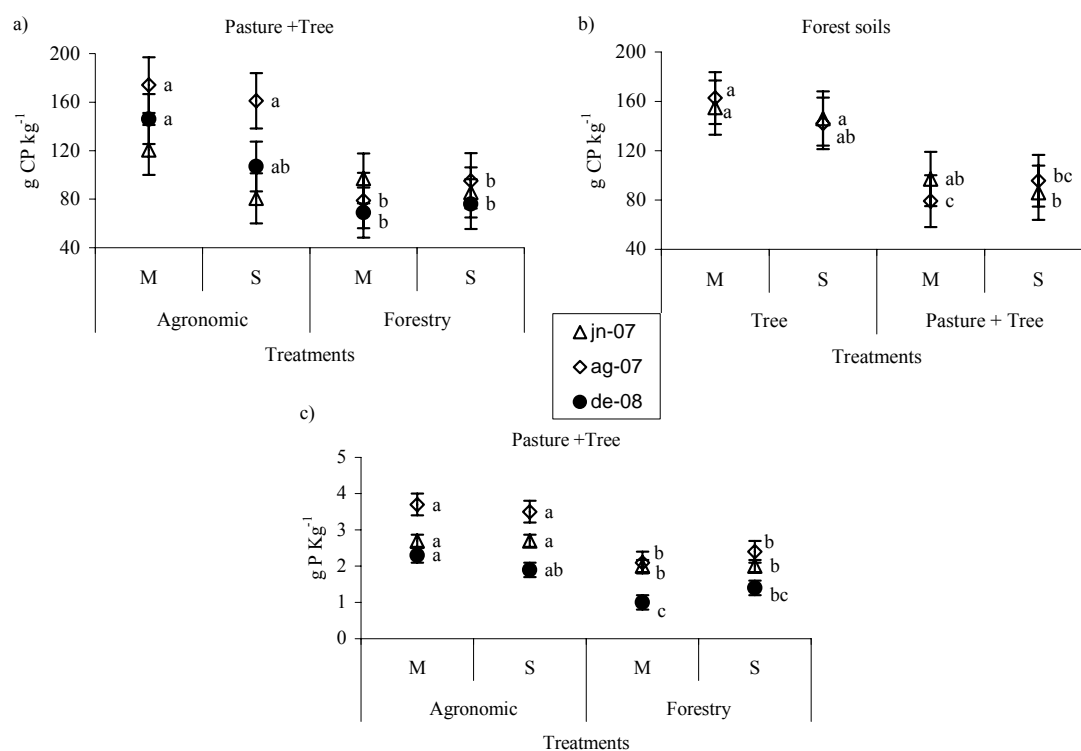 a)
Pasture +Tree
200
160
120
80
40
g CP kg-1
a
a
a
ab
b
b
b
b
M
S
M
S
Agronomic
Forestry
Treatments
b)
Forest soils
200
160
120
80
40
g CP kg-1
a
a
a
ab
ab
c
bc
b
M
S
M
S
Tree
Pasture + Tree
Treatments
jn-07
ag-07
de-08
c)
Pasture +Tree
5
4
3
2
1
0
g P Kg-1
a
a
a
a
a
ab
b
b
c
b
b
bc
M
S
M
S
Agronomic
Forestry
Treatments